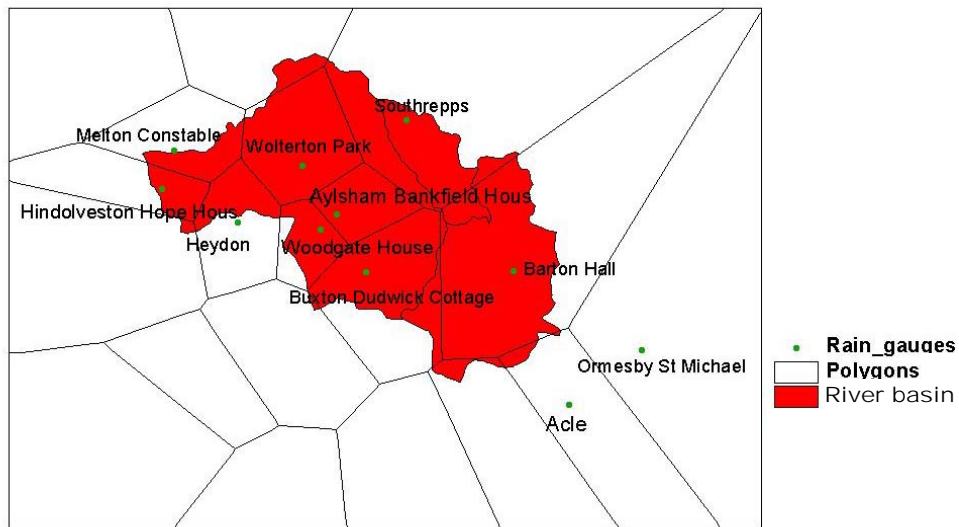 Southrepps
Melton Constable
Wolterton Park
Aylsham Bankfield Hous
Hindolveston Hope Hous
Heydon
Woodgate House
Barton Hall
Buxton Dudwick Cottage
Ormesby St Michael
Acle
Rain_gauges
Polygons
River basin